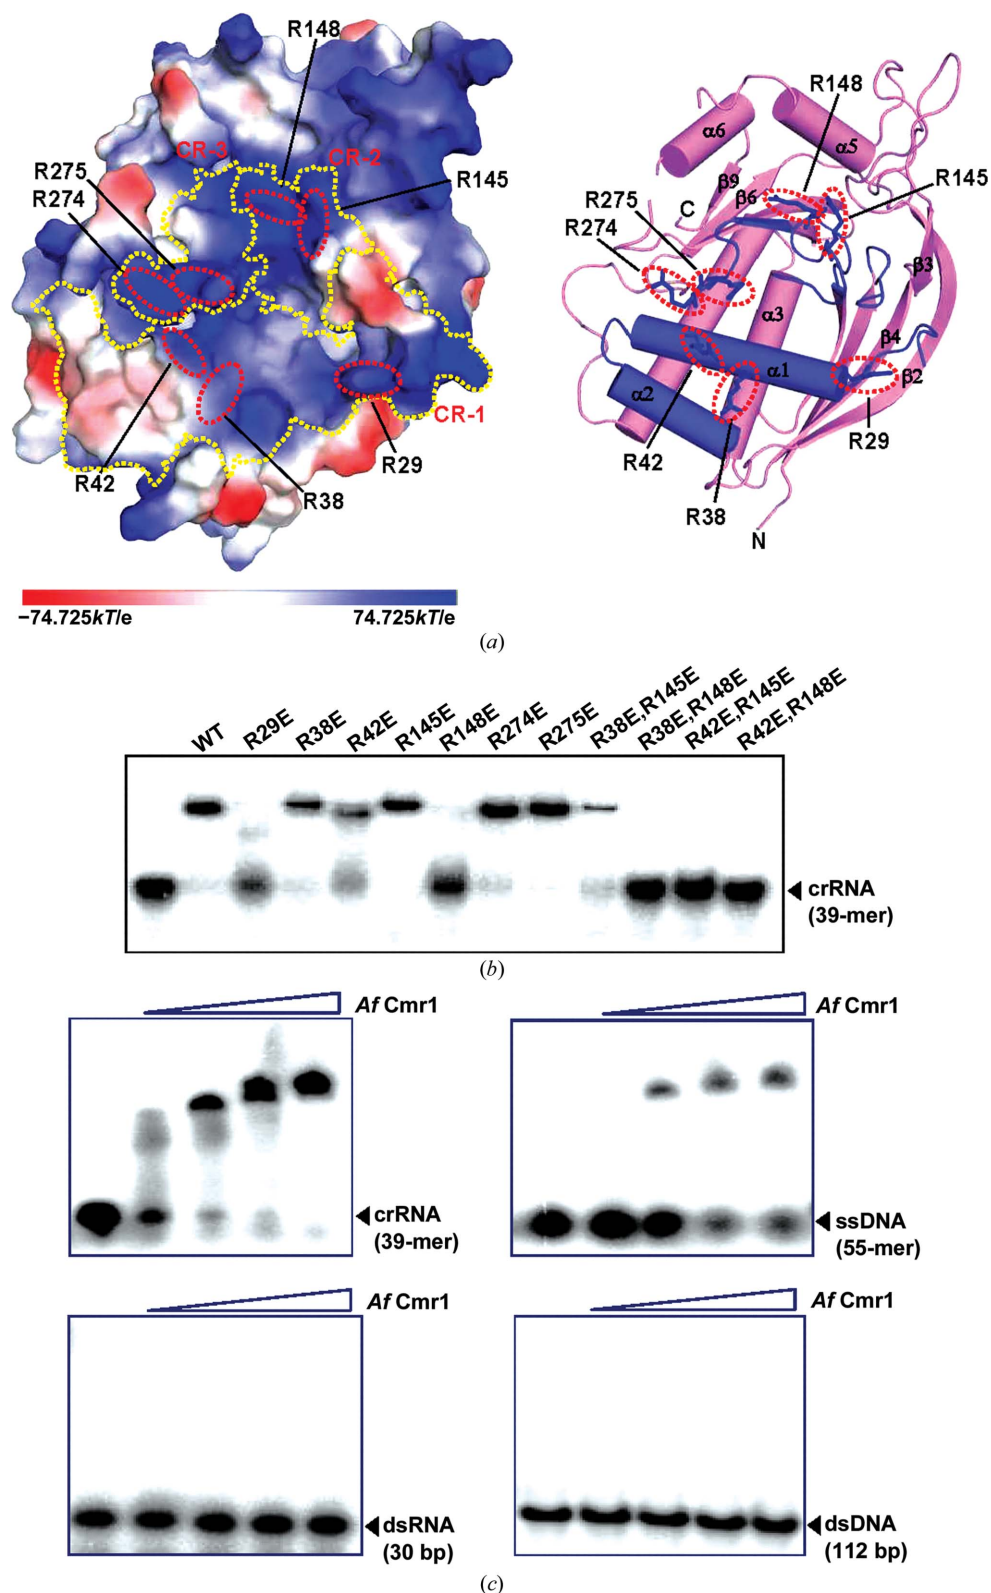 R148
CR-3
CR-2
R275
R274
R145
R42
R38
R29
CR-1
−74.725kT/e
74.725kT/e
R148
α6
α5
R145
R275
R274
β9
C
β6
β3
α3
β4
α1
β2
α2
R42
R29
R38
N
(a)
WT
R29E
R38E
R42E
R145E
R148E
R274E
R275E
R38E,R145E
R38E,R148E
R42E,R145E
R42E,R148E
crRNA
(39-mer)
(b)
Af Cmr1
crRNA
(39-mer)
Af Cmr1
ssDNA
(55-mer)
Af Cmr1
dsRNA
(30 bp)
Af Cmr1
dsDNA
(112 bp)
(c)